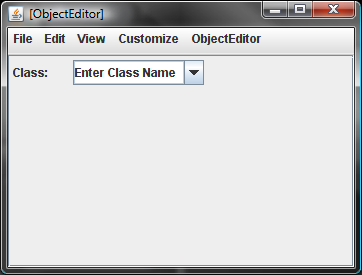 [ObjectEditor]
File Edit View Customize ObjectEditor
Class: Enter Class Name